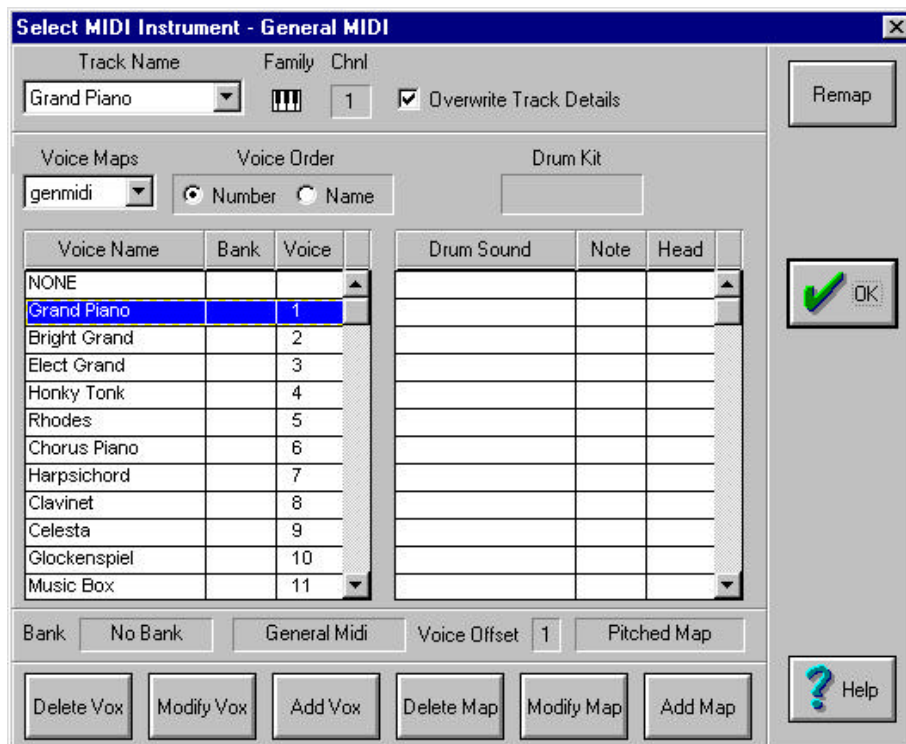 Select MIDI Instrument - General MIDI
Track Name Family Chnl
Grand Piano 1 Overwrite Track Details
Remap
Voice Maps Voice Order Drum Kit
genmidi Number Name
Voice Name Bank Voice Drum Sound Note Head
NONE
Grand Piano 1
Bright Grand 2
Elect Grand 3
Honky Tonk 4
Rhodes 5
Chorus Piano 6
Harpsichord 7
Clavinet 8
Celesta 9
Glockenspiel 10
Music Box 11
OK
Bank No Bank General Midi Voice Offset 1 Pitched Map
Delete Vox Modify Vox Add Vox Delete Map Modify Map Add Map
Help